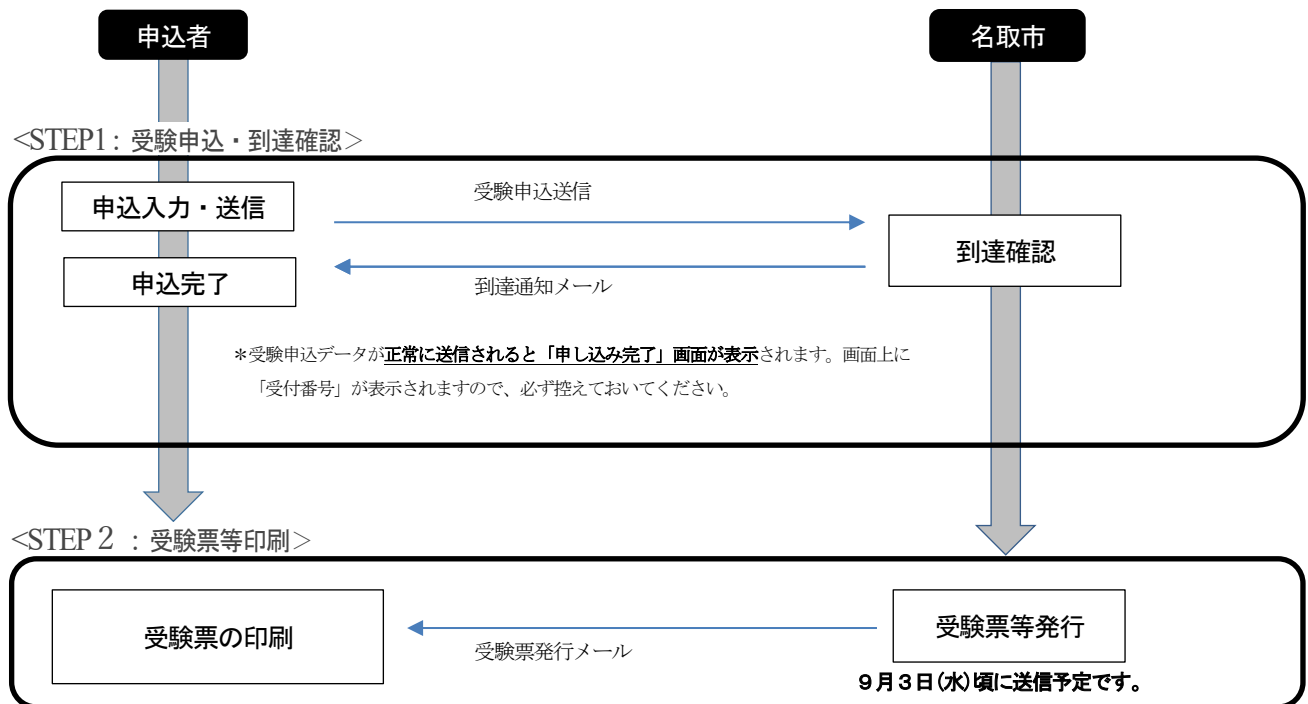 申込者
名取市
<STEP1：受験申込・到達確認>
申込入力・送信
受験申込送信
到達確認
申込完了
到達通知メール
＊受験申込データが正常に送信されると「申し込み完了」画面が表示されます。画面上に
「受付番号」が表示されますので、必ず控えておいてください。
<STEP２：受験票等印刷>
受験票の印刷
受験票発行メール
受験票等発行
９月３日(水)頃に送信予定です。